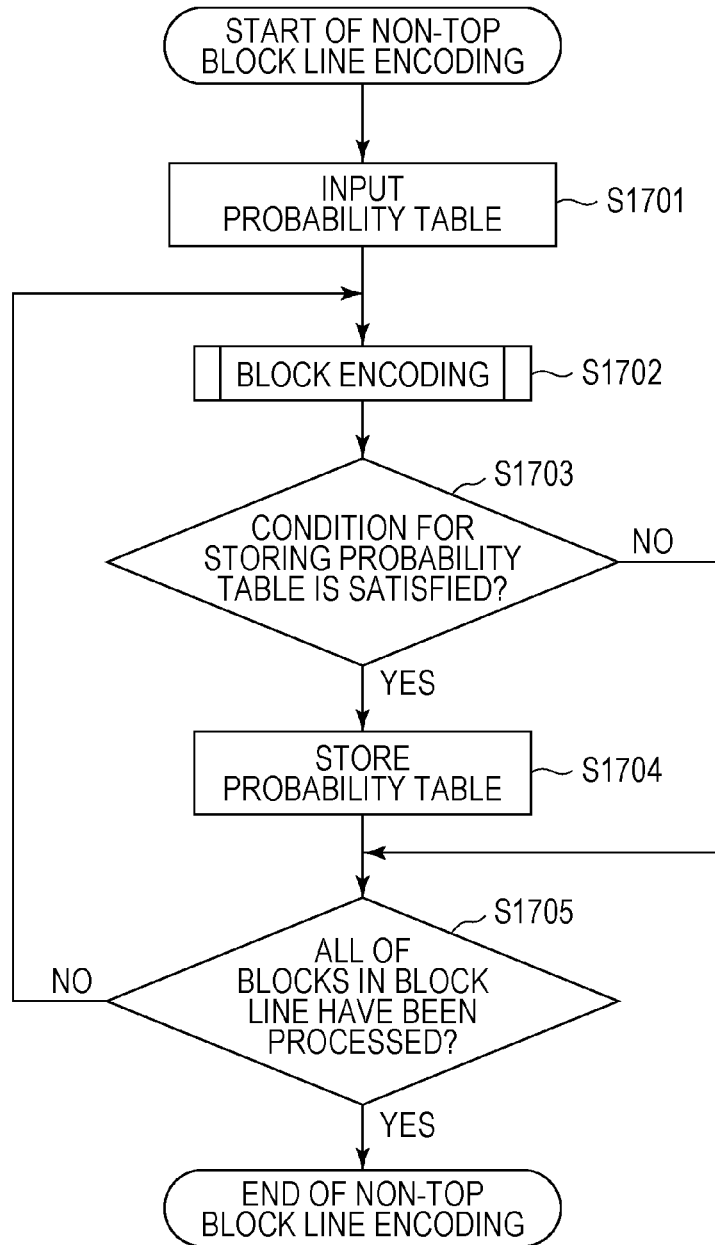 START OF NON-TOP
BLOCK LINE ENCODING
INPUT
PROBABILITY TABLE
S1701
BLOCK ENCODING
S1702
S1703
CONDITION FOR
STORING PROBABILITY
TABLE IS SATISFIED?
NO
YES
STORE
PROBABILITY TABLE
S1704
S1705
ALL OF
BLOCKS IN BLOCK
LINE HAVE BEEN
PROCESSED?
NO
YES
END OF NON-TOP
BLOCK LINE ENCODING